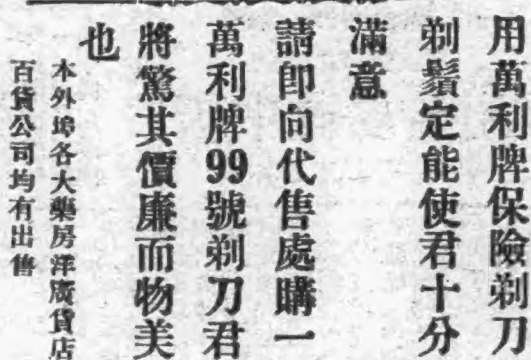 用萬利牌保險剃刀
剃鬚定能使君十分
滿意
請卽向代售處購一
萬利牌99號剃刀君
將驚其價廉而物美
也
本外埠各大藥房洋廣貨店
百貨公司均有出售